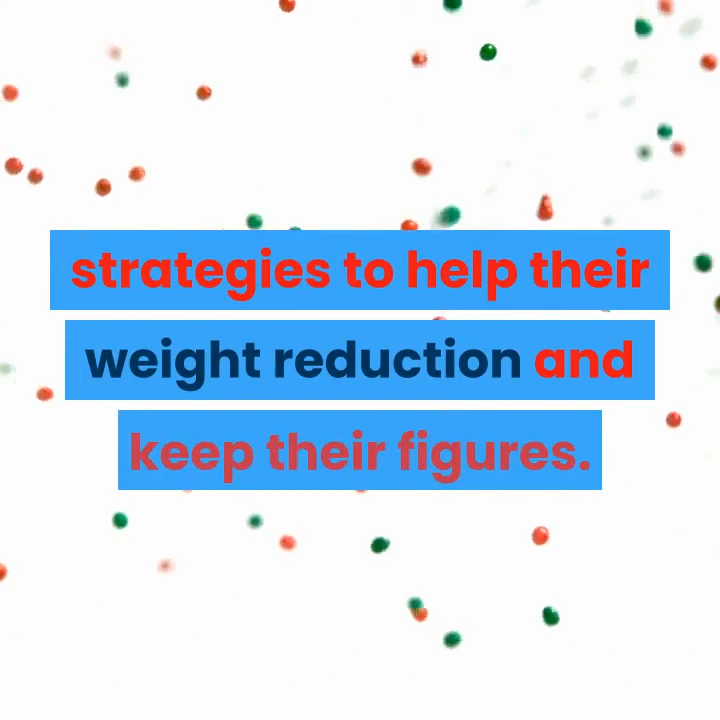 strategies to help their
weight reduction and
keep their figures.